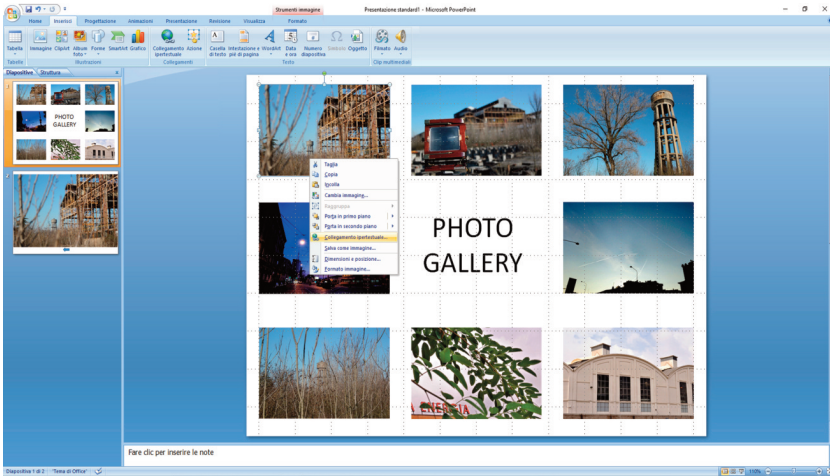 Strumenti immagine
Presentazione standard1 - Microsoft PowerPoint
Home Inserisci Progettazione Animazioni Presentazione Revisione Visualizza Formato
Tabella Immagine ClipArt Album foto Forme SmartArt Grafico Collegamento ipertestuale Azione Casella di testo Intestazione e piè di pagina WordArt Data e ora Numero diapositiva Simbolo Oggetto Filmato Audio
Tabelle Illustrazioni Collegamenti Testo Clip multimediali
Diapositive Struttura x
1
PHOTO
GALLERY
2
Taglia
Copia
Incolla
Cambia immagine...
Raggruppa
Porta in primo piano
Porta in secondo piano
Collegamento ipertestuale...
Salva come immagine...
Dimensioni e posizione...
Formato immagine...
PHOTO
GALLERY
ENERGIA
Fare clic per inserire le note
Diapositiva 1 di 2 "Tema di Office" 110%